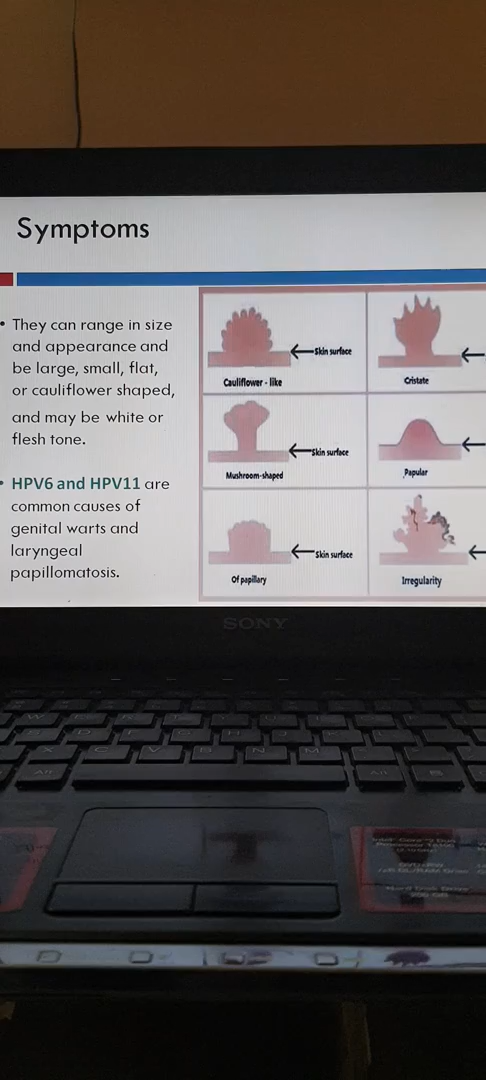 Symptoms
• They can range in size
and appearance and
be large, small, flat,
or cauliflower shaped,
and may be white or
flesh tone.
• HPV6 and HPV11 are
common causes of
genital warts and
laryngeal
papillomatosis.
Skin surface
Cauliflower - like
Cristate
Skin surface
Mushroom-shaped
Papular
Skin surface
Of papillary
Irregularity
SONY
Alt
Alt